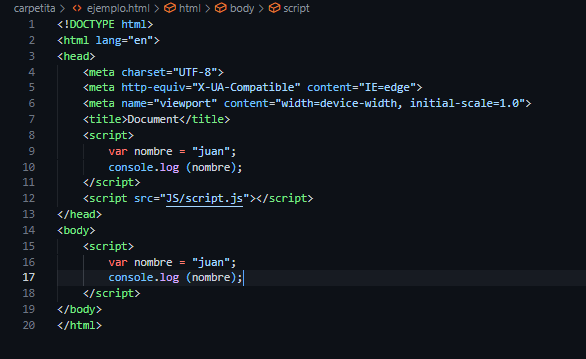 carpetita > ejemplo.html > html > body > script
1 <!DOCTYPE html>
2 <html lang="en">
3 <head>
4     <meta charset="UTF-8">
5     <meta http-equiv="X-UA-Compatible" content="IE=edge">
6     <meta name="viewport" content="width=device-width, initial-scale=1.0">
7     <title>Document</title>
8     <script>
9         var nombre = "juan";
10         console.log (nombre);
11     </script>
12     <script src="JS/script.js"></script>
13 </head>
14 <body>
15     <script>
16         var nombre = "juan";
17         console.log (nombre);
18     </script>
19 </body>
20 </html>